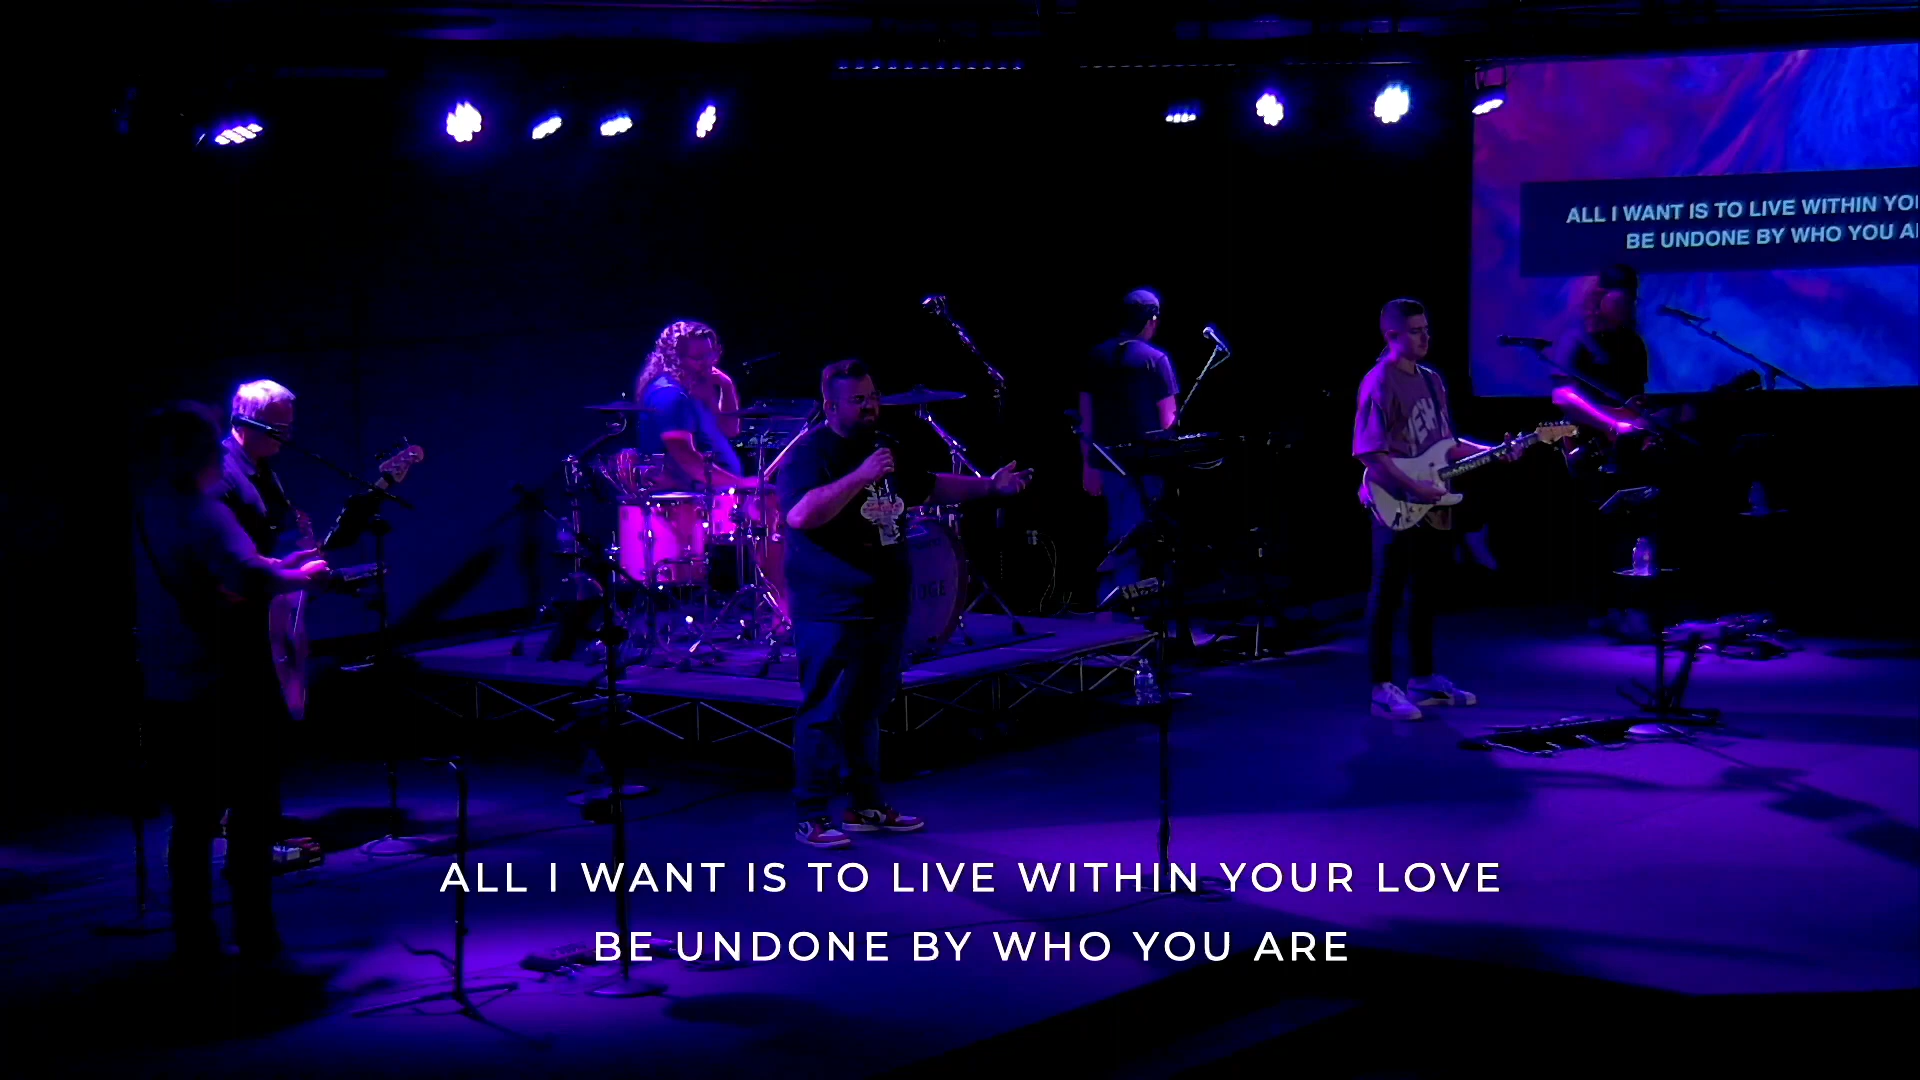 ALL I WANT IS TO LIVE WITHIN
BE UNDONE BY WHO YOU
ALL I WANT IS TO LIVE WITHIN YOUR LOVE
BE UNDONE BY WHO YOU ARE